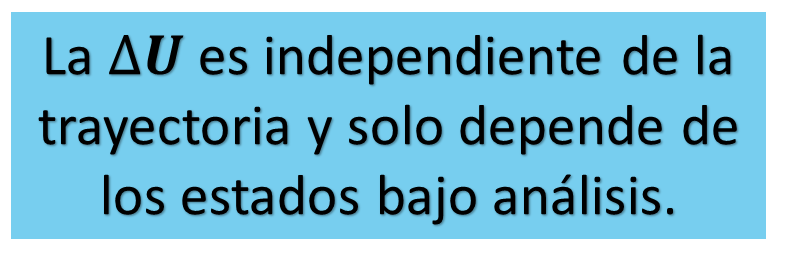 La Δ𝑼 es independiente de la
trayectoria y solo depende de
los estados bajo análisis.